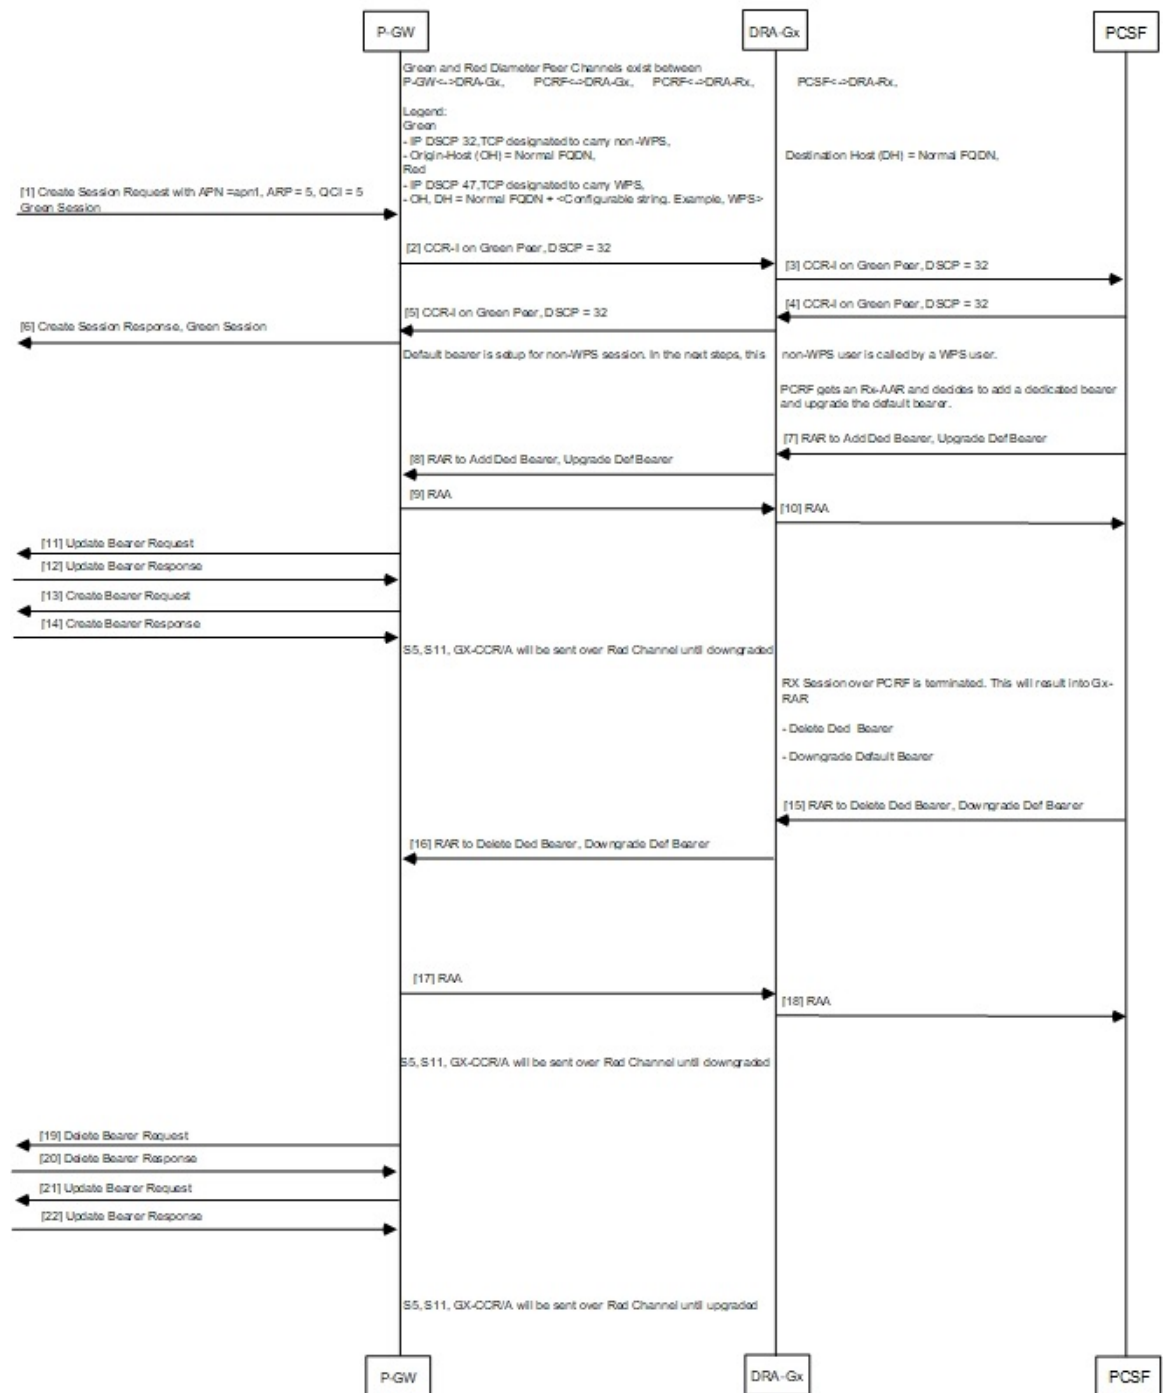 P-GW
DRA-Gx
PCSF
Green and Red Diameter Peer Channels exist between
P-GW<->DRA-Gx, PCRF<->DRA-Gx, PCRF<->DRA-Rx, PCSF<->DRA-Rx,
Legend:
Green
- IP DSCP 32,TCP designated to carry non-WPS,
- Origin-Host (OH) = Normal FQDN, Destination Host (DH) = Normal FQDN,
Red
- IP DSCP 47,TCP designated to carry WPS,
- OH, DH = Normal FQDN + <Configurable string. Example, WPS>
[1] Create Session Request with APN =apn1, ARP = 5, QCI = 5
Green Session
[2] CCR-I on Green Peer, DSCP = 32
[3] CCR-I on Green Peer, DSCP = 32
[4] CCR-I on Green Peer, DSCP = 32
[5] CCR-I on Green Peer, DSCP = 32
[6] Create Session Response, Green Session
Default bearer is setup for non-WPS session. In the next steps, this non-WPS user is called by a WPS user.
PCRF gets an Rx-AAR and decides to add a dedicated bearer
and upgrade the default bearer.
[7] RAR to Add Ded Bearer, Upgrade Def Bearer
[8] RAR to Add Ded Bearer, Upgrade Def Bearer
[9] RAA
[10] RAA
[11] Update Bearer Request
[12] Update Bearer Response
[13] Create Bearer Request
[14] Create Bearer Response
S5, S11, GX-CCR/A will be sent over Red Channel until downgraded
RX Session over PCRF is terminated. This will result into Gx-
RAR
- Delete Ded Bearer
- Downgrade Default Bearer
[15] RAR to Delete Ded Bearer, Downgrade Def Bearer
[16] RAR to Delete Ded Bearer, Downgrade Def Bearer
[17] RAA
[18] RAA
S5, S11, GX-CCR/A will be sent over Red Channel until downgraded
[19] Delete Bearer Request
[20] Delete Bearer Response
[21] Update Bearer Request
[22] Update Bearer Response
S5, S11, GX-CCR/A will be sent over Red Channel until upgraded
P-GW
DRA-Gx
PCSF